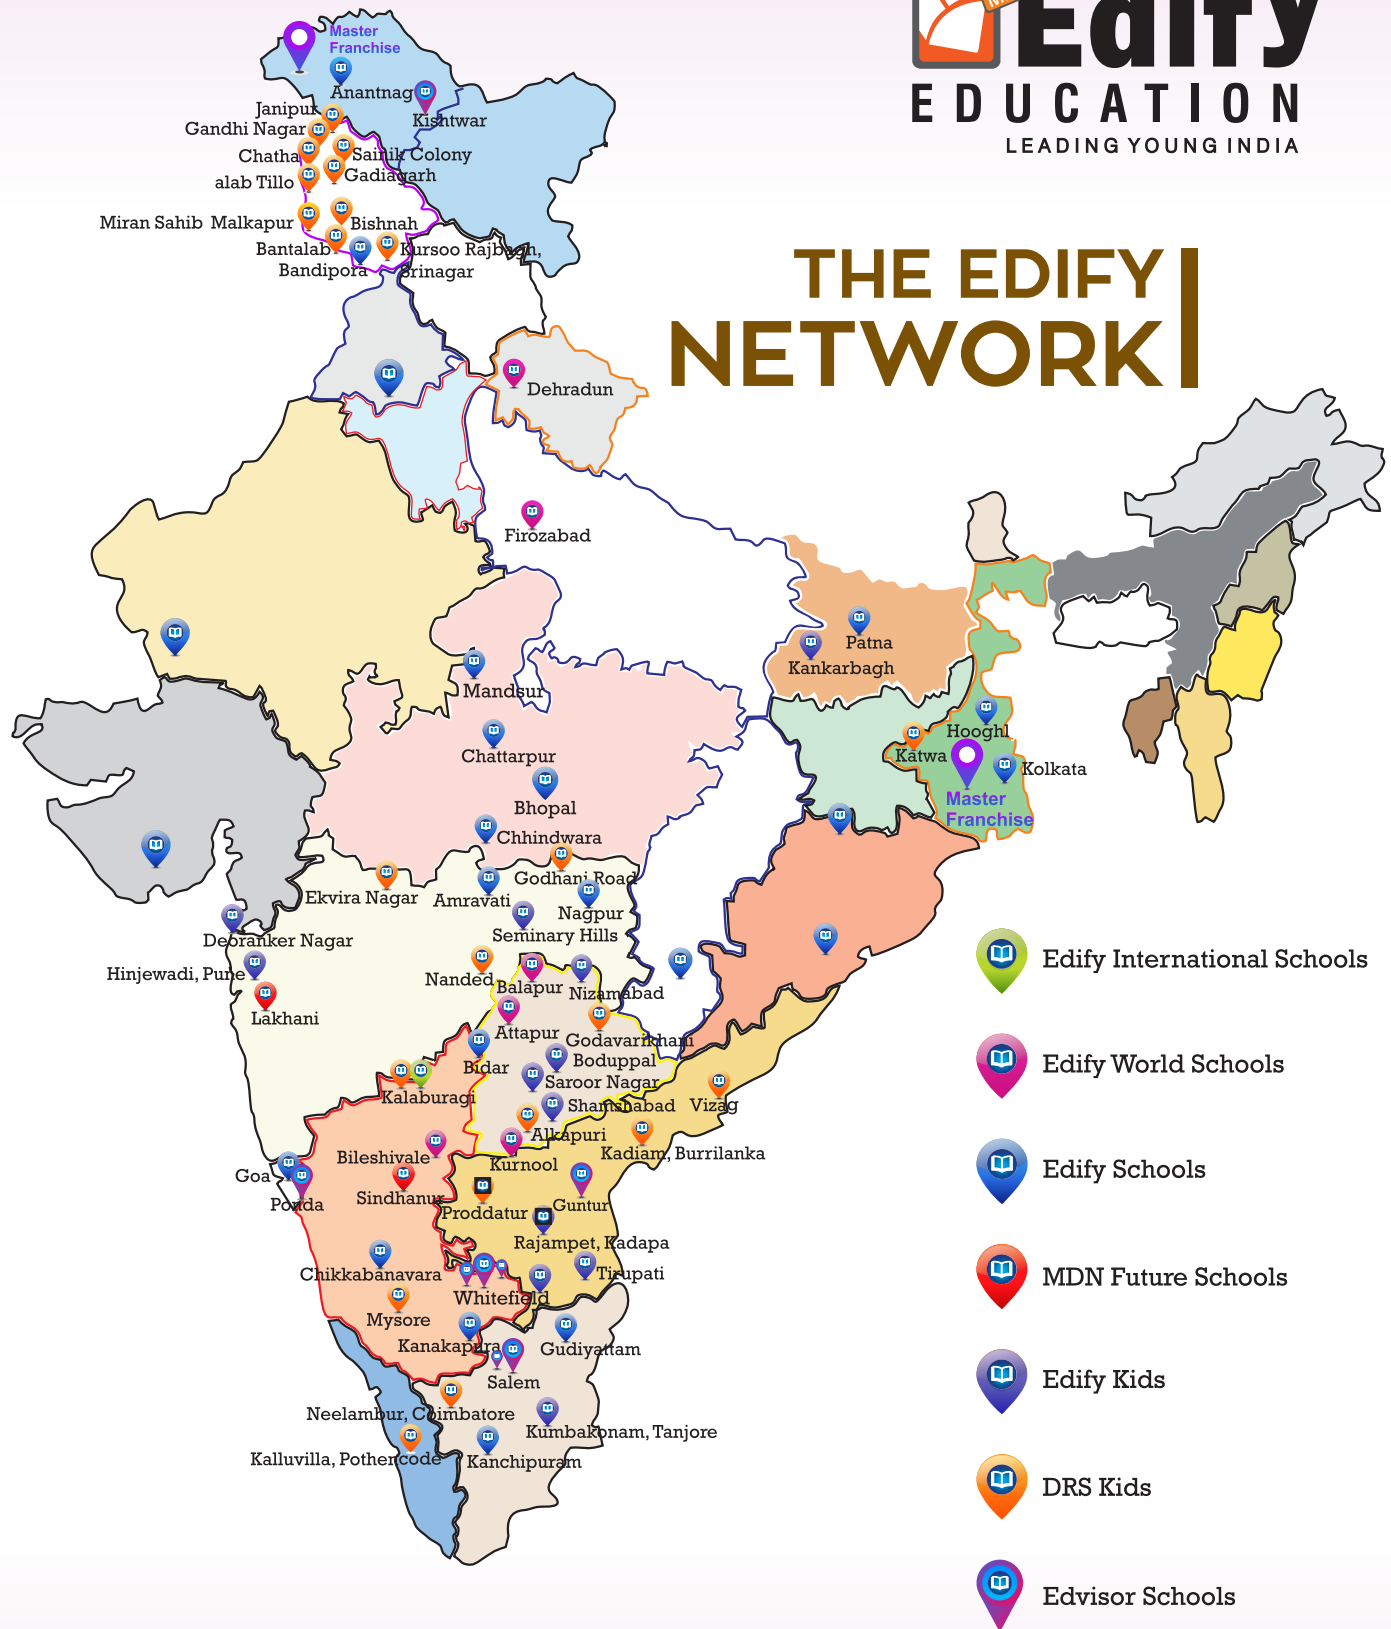 Edify
EDUCATION
LEADING YOUNG INDIA
THE EDIFY
NETWORK
Master
Franchise
Anantnag
Kishtwar
Janipur
Gandhi Nagar
Chatha
Sainik Colony
Gadiagarh
alab Tillo
Miran Sahib Malkapur
Bishnah
Bantalab
Kursoo Rajbagh,
Srinagar
Bandipora
Dehradun
Firozabad
Patna
Kankarbagh
Mandsur
Chattarpur
Bhopal
Chhindwara
Hooghl
Katwa
Kolkata
Master
Franchise
Godhani Road
Ekvira Nagar
Amravati
Nagpur
Seminary Hills
Deoranker Nagar
Hinjewadi, Pune
Lakhani
Nanded
Balapur
Nizamabad
Attapur
Godavarikhani
Bidar
Boduppal
Saroor Nagar
Kalaburagi
Shamshabad
Vizag
Alkapuri
Kadiam, Burrilanka
Bileshivale
Kurnool
Goa
Ponda
Sindhanur
Proddatur
Guntur
Rajampet, Kadapa
Chikkabanavara
Tirupati
Whitefield
Mysore
Kanakapura
Gudiyattam
Salem
Neelambur, Coimbatore
Kumbakonam, Tanjore
Kalluvilla, Pothencode
Kanchipuram
Edify International Schools
Edify World Schools
Edify Schools
MDN Future Schools
Edify Kids
DRS Kids
Edvisor Schools